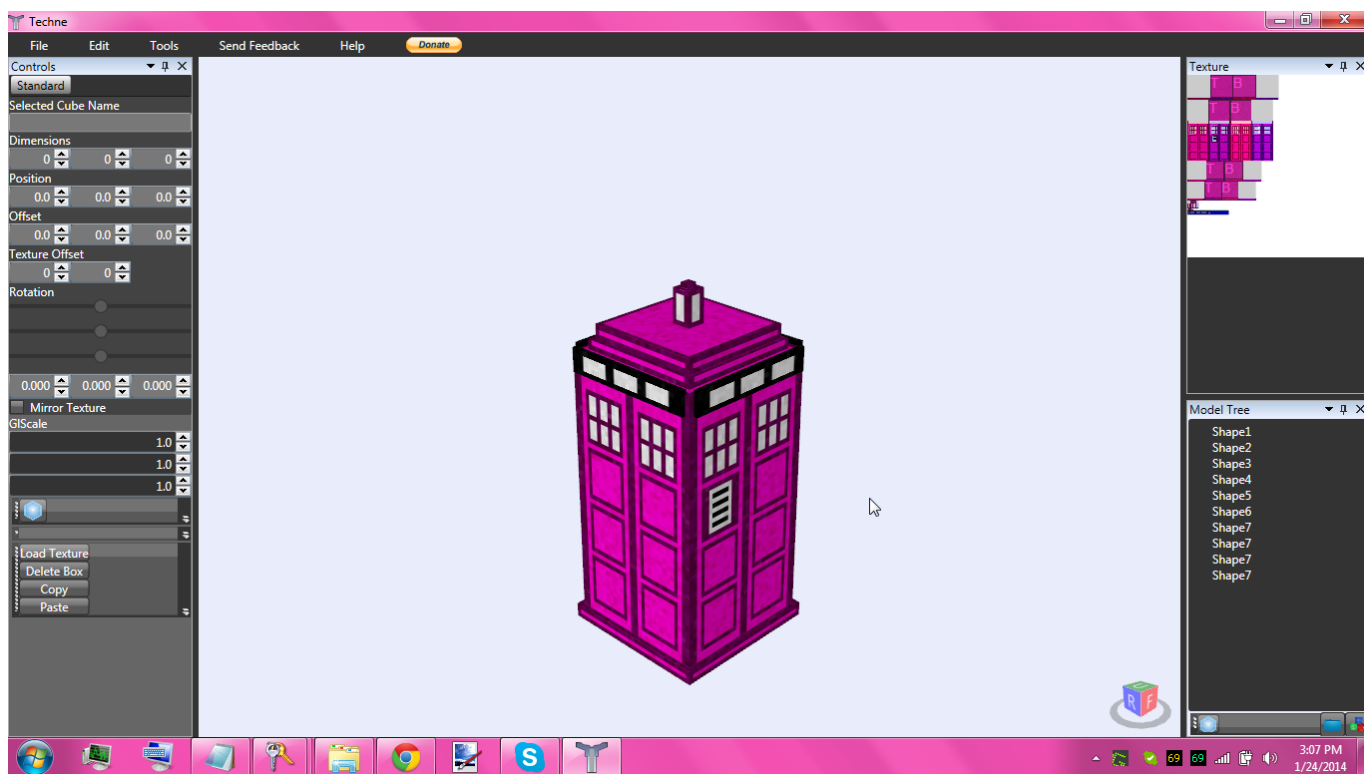 Techne
File Edit Tools Send Feedback Help Donate
Controls
Standard
Selected Cube Name
Dimensions
0 0 0
Position
0.0 0.0 0.0
Offset
0.0 0.0 0.0
Texture Offset
0 0
Rotation
0.000 0.000 0.000
Mirror Texture
GlScale
1.0
1.0
1.0
Load Texture
Delete Box
Copy
Paste
Texture
T B
T B
T B
T B
Model Tree
Shape1
Shape2
Shape3
Shape4
Shape5
Shape6
Shape7
Shape7
Shape7
Shape7
R F
69 69
3:07 PM
1/24/2014